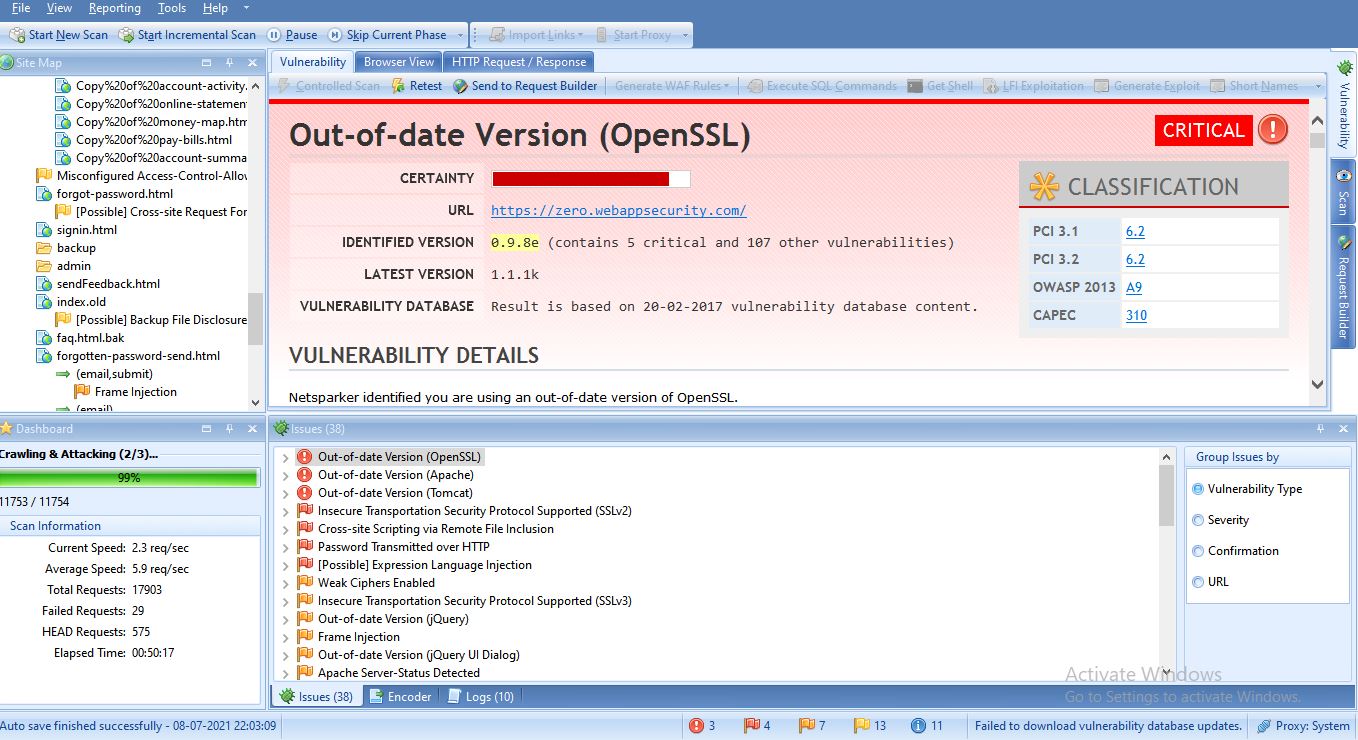 File View Reporting Tools Help
Start New Scan Start Incremental Scan Pause Skip Current Phase Import Links Start Proxy
Site Map
Copy%20of%20account-activity.
Copy%20of%20online-statemen
Copy%20of%20money-map.htm
Copy%20of%20pay-bills.html
Copy%20of%20account-summa
Misconfigured Access-Control-Allov
forgot-password.html
[Possible] Cross-site Request For
signin.html
backup
admin
sendFeedback.html
index.old
[Possible] Backup File Disclosure
faq.html.bak
forgotten-password-send.html
(email,submit)
Frame Injection
(email)
Vulnerability Browser View HTTP Request / Response
Controlled Scan Retest Send to Request Builder Generate WAF Rules Execute SQL Commands Get Shell LFI Exploitation Generate Exploit Short Names
Out-of-date Version (OpenSSL)
CRITICAL
CERTAINTY
URL https://zero.webappsecurity.com/
IDENTIFIED VERSION 0.9.8e (contains 5 critical and 107 other vulnerabilities)
LATEST VERSION 1.1.1k
VULNERABILITY DATABASE Result is based on 20-02-2017 vulnerability database content.
CLASSIFICATION
PCI 3.1 6.2
PCI 3.2 6.2
OWASP 2013 A9
CAPEC 310
VULNERABILITY DETAILS
Netsparker identified you are using an out-of-date version of OpenSSL.
Vulnerability
Scan
Request Builder
Dashboard
Crawling & Attacking (2/3)...
99%
11753 / 11754
Scan Information
Current Speed: 2.3 req/sec
Average Speed: 5.9 req/sec
Total Requests: 17903
Failed Requests: 29
HEAD Requests: 575
Elapsed Time: 00:50:17
Issues (38)
Out-of-date Version (OpenSSL)
Out-of-date Version (Apache)
Out-of-date Version (Tomcat)
Insecure Transportation Security Protocol Supported (SSLv2)
Cross-site Scripting via Remote File Inclusion
Password Transmitted over HTTP
[Possible] Expression Language Injection
Weak Ciphers Enabled
Insecure Transportation Security Protocol Supported (SSLv3)
Out-of-date Version (jQuery)
Frame Injection
Out-of-date Version (jQuery UI Dialog)
Apache Server-Status Detected
Group Issues by
Vulnerability Type
Severity
Confirmation
URL
Activate Windows
Go to Settings to activate Windows.
Issues (38) Encoder Logs (10)
Auto save finished successfully - 08-07-2021 22:03:09 3 4 7 13 11 Failed to download vulnerability database updates. Proxy: System